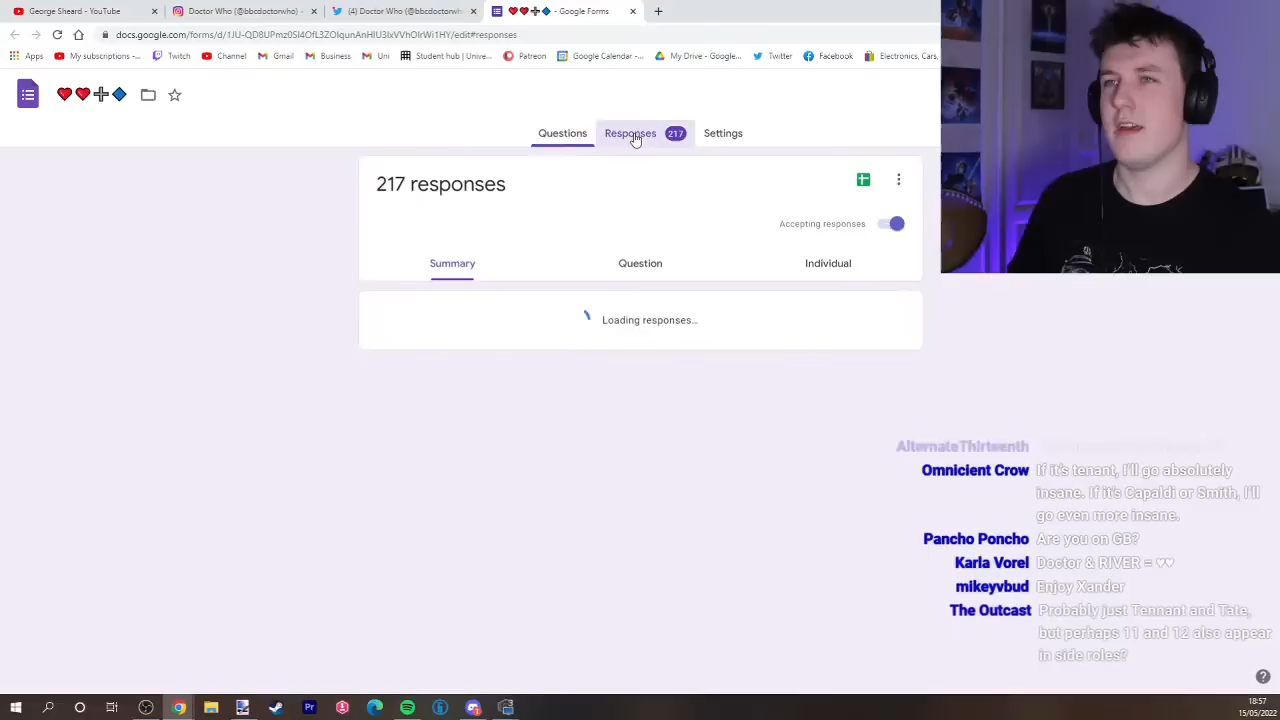 George Sheard - YouTube
Doctor Who (@bbcdoctorwho) •
(4) Doctor Who (@bbcdoctorwho)
- Google Forms
My subscriptions -...
docs.google.com/forms/d/
/edit#responses
Apps
Twitch
Channel
Gmail
Business
Uni
Student hub | Unive...
Patreon
Google Calendar -...
My Drive - Google...
Twitter
Facebook
Electronics, Cars,
Questions
Responses 217
Settings
217 responses
Accepting responses
Summary
Question
Individual
Loading responses...
AlternateThirtwenth
Omnicient Crow If it's tenant, I'll go absolutely
insane. If it's Capaldi or Smith, I'll
go even more insane.
Pancho Poncho Are you on GB?
Karla Vorel Doctor & RIVER = ♥♥
mikeyvbud Enjoy Xander
The Outcast Probably just Tennant and Tate,
but perhaps 11 and 12 also appear
in side roles?
18:57
15/05/2022